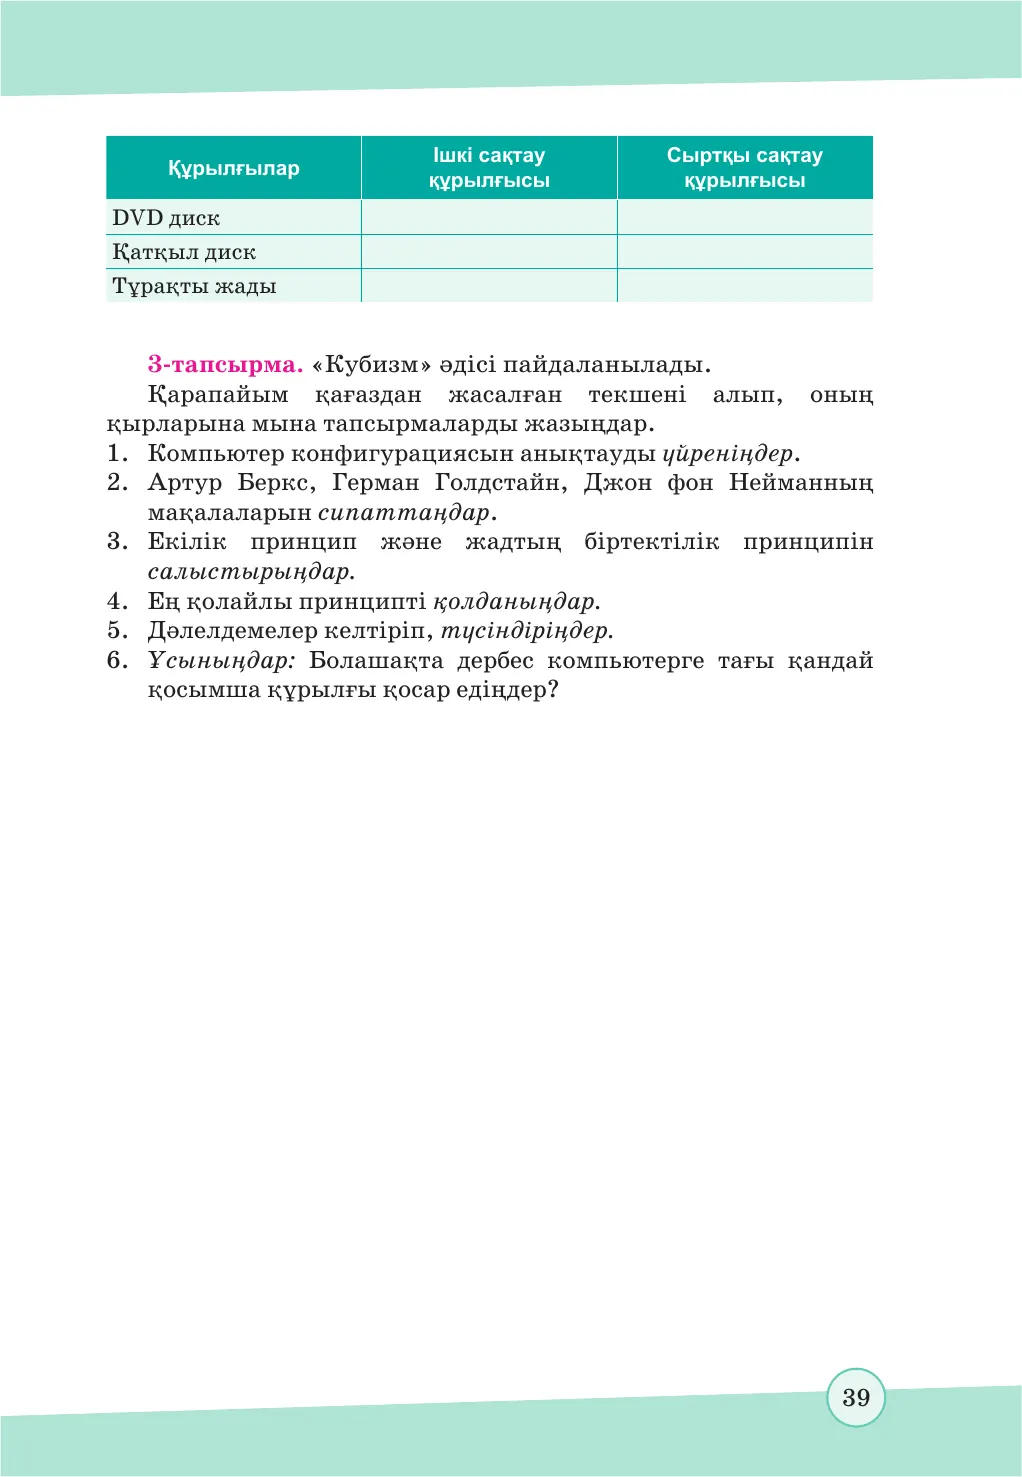 Құрылғылар
Ішкі сақтау
құрылғысы
Сыртқы сақтау
құрылғысы
DVD диск
Қатқыл диск
Тұрақты жады
3-тапсырма. «Кубизм» әдісі пайдаланылады.
Қарапайым қағаздан жасалған текшені алып, оның
қырларына мына тапсырмаларды жазыңдар.
1. Компьютер конфигурациясын анықтауды үйреніңдер.
2. Артур Беркс, Герман Голдстайн, Джон фон Нейманның
мақалаларын сипаттаңдар.
3. Екілік принцип және жадтың біртектілік принципін
салыстырыңдар.
4. Ең қолайлы принципті қолданыңдар.
5. Дәлелдемелер келтіріп, түсіндіріңдер.
6. Ұсыныңдар: Болашақта дербес компьютерге тағы қандай
қосымша құрылғы қосар едіңдер?
39